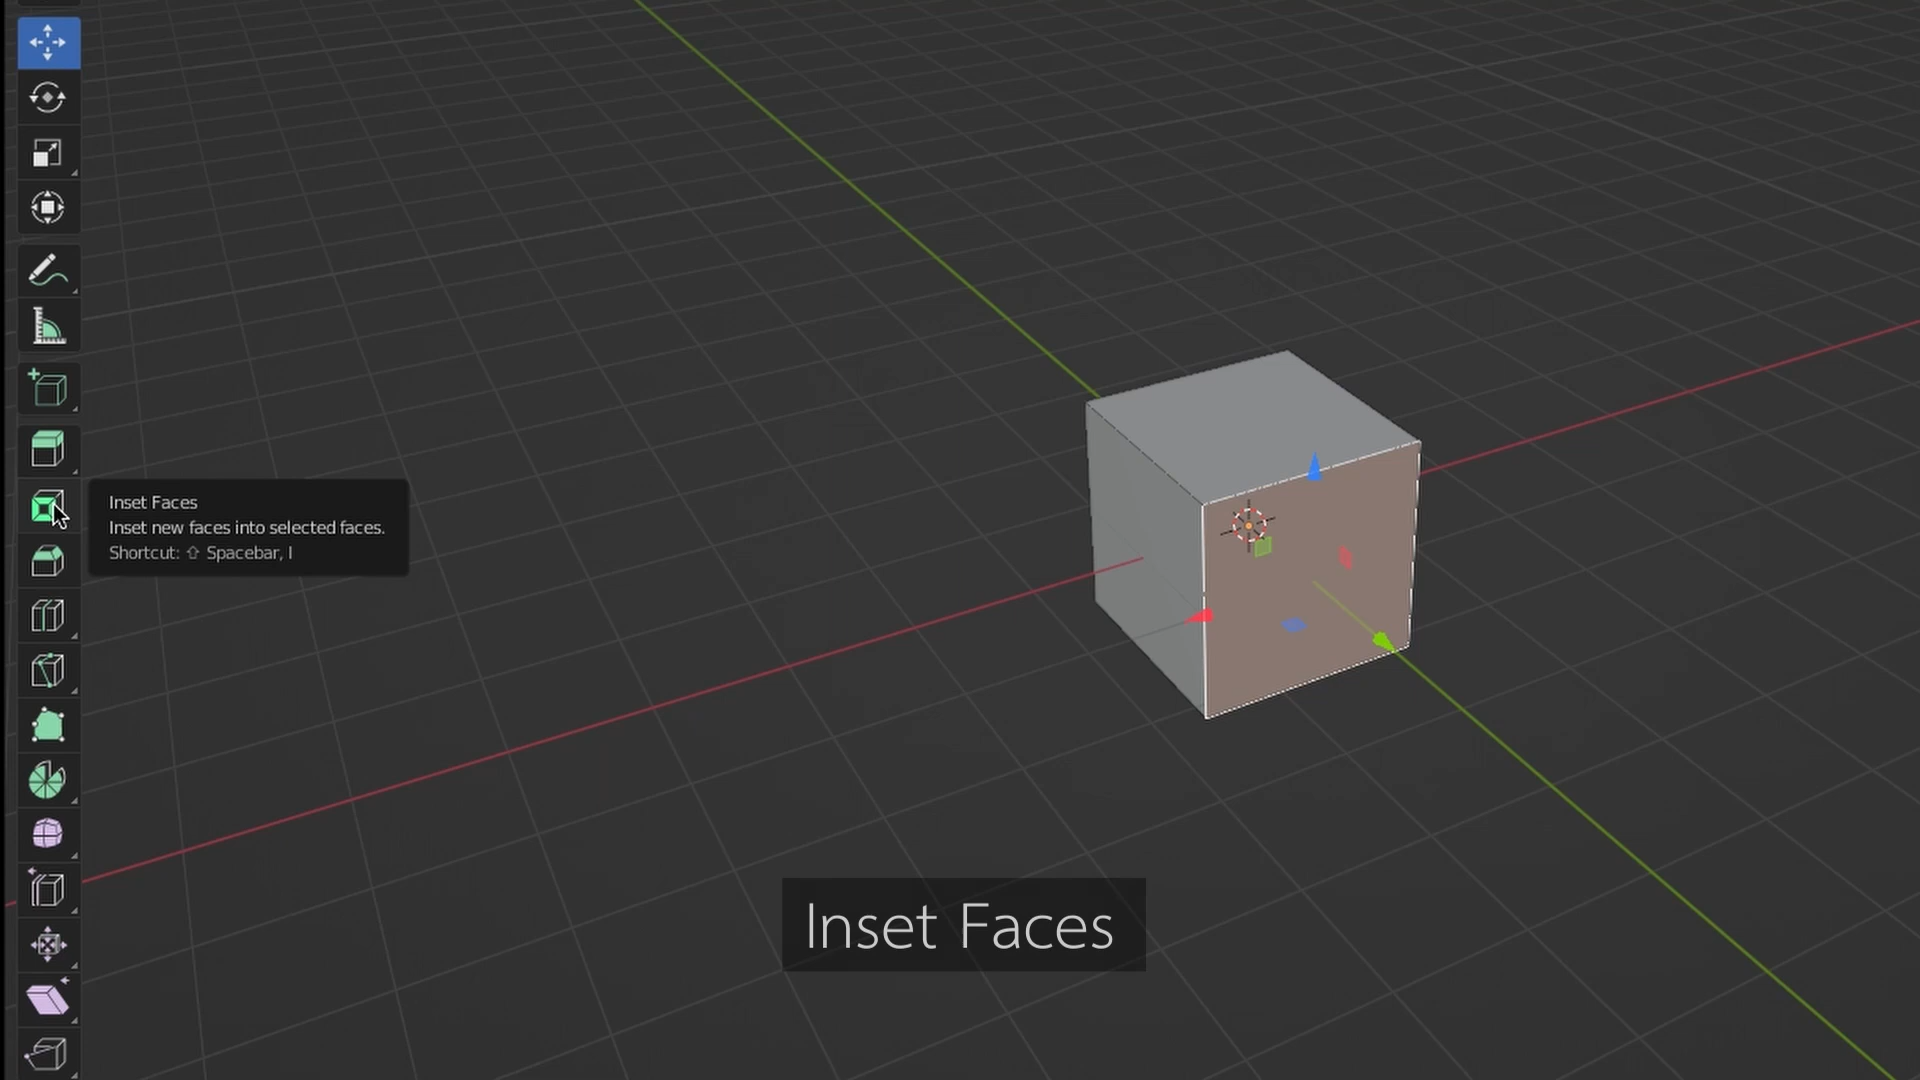 Inset Faces
Inset new faces into selected faces.
Shortcut: ⇧ Spacebar, I
Inset Faces